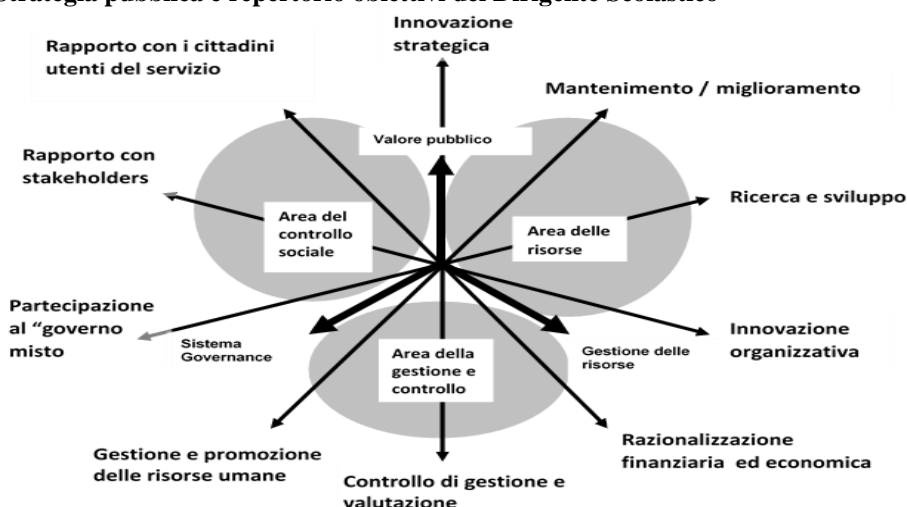 Strategia pubblica e repertorio obiettivi del Dirigente Scolastico
Innovazione
strategica
Rapporto con i cittadini
utenti del servizio
Mantenimento / miglioramento
Valore pubblico
Rapporto con
stakeholders
Ricerca e sviluppo
Area del
controllo
sociale
Area delle
risorse
Partecipazione
al “governo
misto
Sistema
Governance
Area della
gestione e
controllo
Gestione delle
risorse
Innovazione
organizzativa
Gestione e promozione
delle risorse umane
Razionalizzazione
finanziaria ed economica
Controllo di gestione e
valutazione